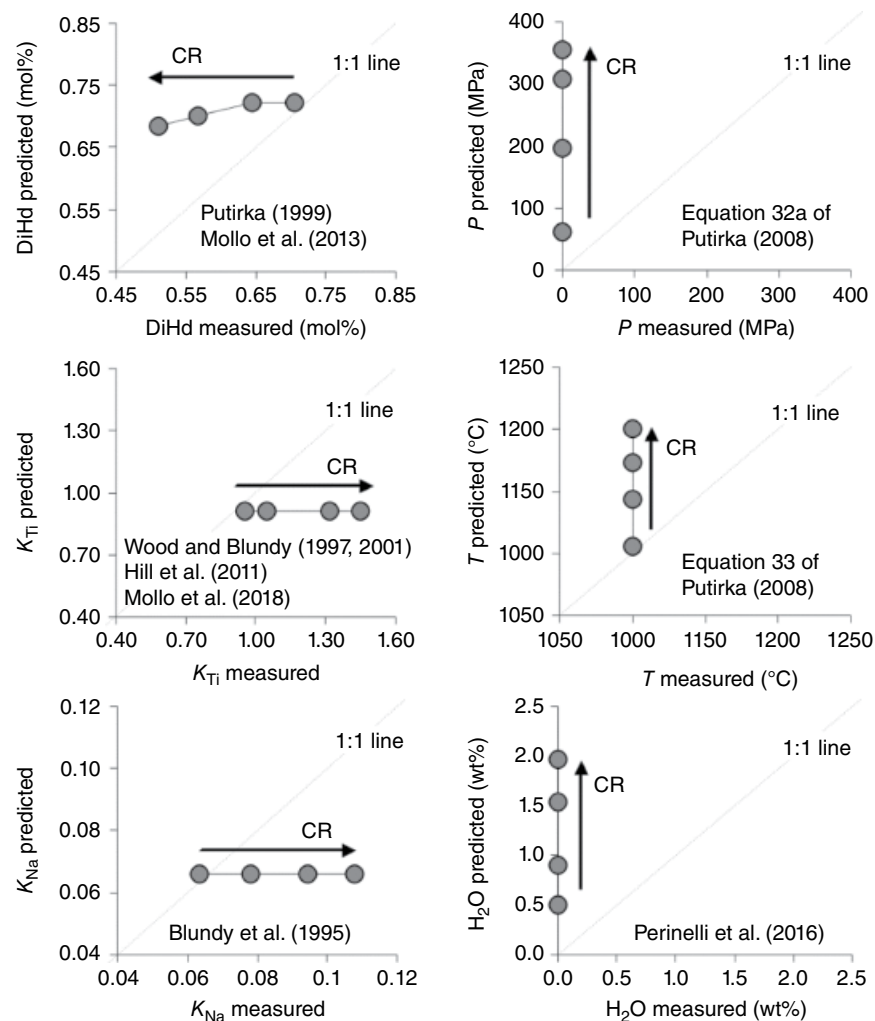 DiHd predicted (mol%)
0.85
0.75
0.65
0.55
0.45
CR
1:1 line
Putirka (1999)
Mollo et al. (2013)
0.45 0.55 0.65 0.75 0.85
DiHd measured (mol%)
P predicted (MPa)
400
300
200
100
0
CR
1:1 line
Equation 32a of
Putirka (2008)
0 100 200 300 400
P measured (MPa)
KTi predicted
1.60
1.30
1.00
0.70
0.40
1:1 line
CR
Wood and Blundy (1997, 2001)
Hill et al. (2011)
Mollo et al. (2018)
0.40 0.70 1.00 1.30 1.60
KTi measured
T predicted (°C)
1250
1200
1150
1000
1050
1:1 line
CR
Equation 33 of
Putirka (2008)
1050 1000 1150 1200 1250
T measured (°C)
KNa predicted
0.12
0.10
0.08
0.06
0.04
1:1 line
CR
Blundy et al. (1995)
0.04 0.06 0.08 0.10 0.12
KNa measured
H2O predicted (wt%)
2.5
2.0
1.5
1.0
0.5
0.0
1:1 line
CR
Perinelli et al. (2016)
0.0 0.5 1.0 1.5 2.0 2.5
H2O measured (wt%)